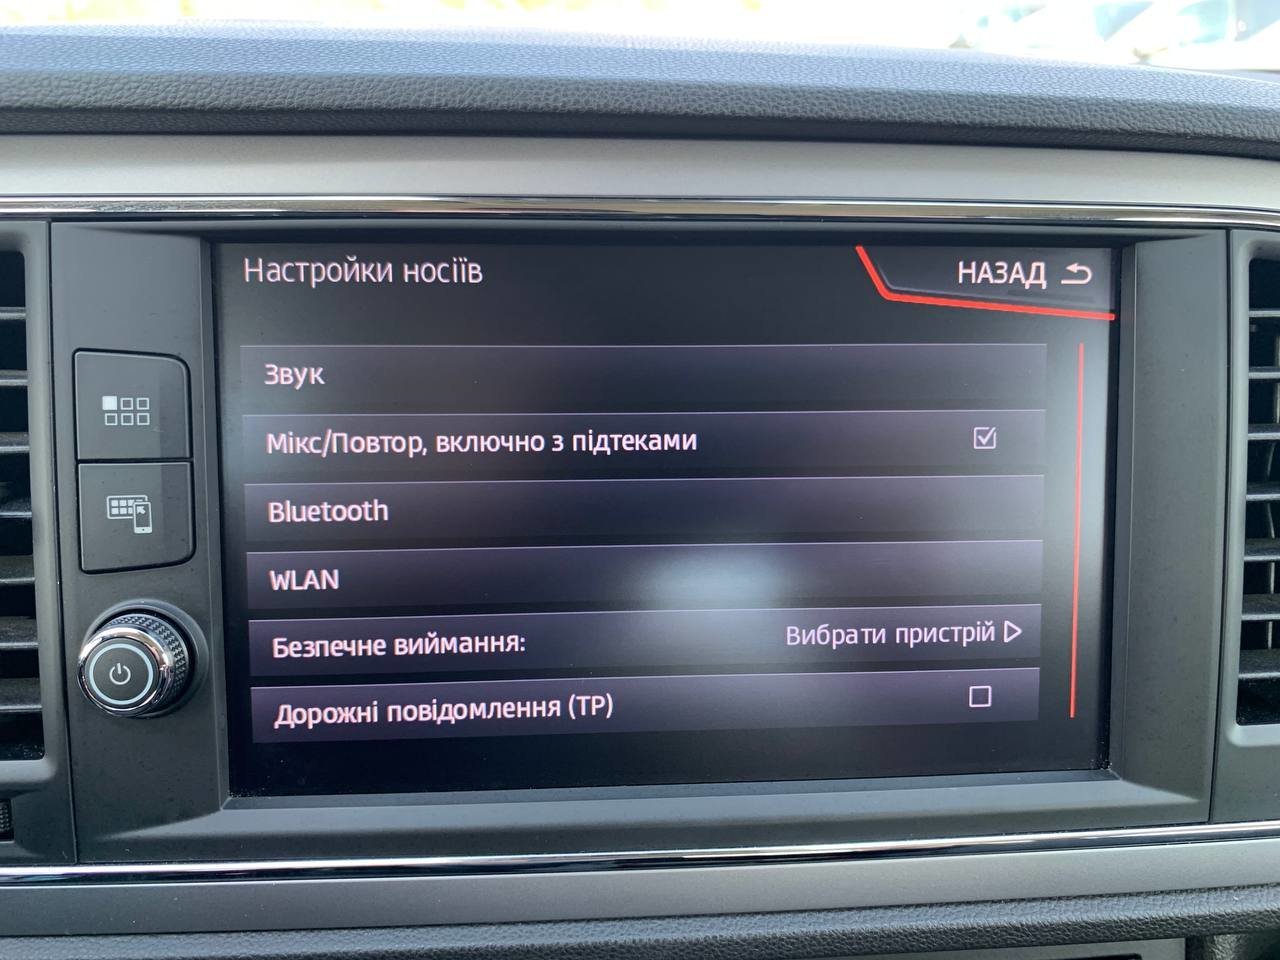 Настройки носіїв
НАЗАД
Звук
Мікс/Повтор, включно з підтеками
Bluetooth
WLAN
Безпечне виймання: Вибрати пристрій
Дорожні повідомлення (TP)